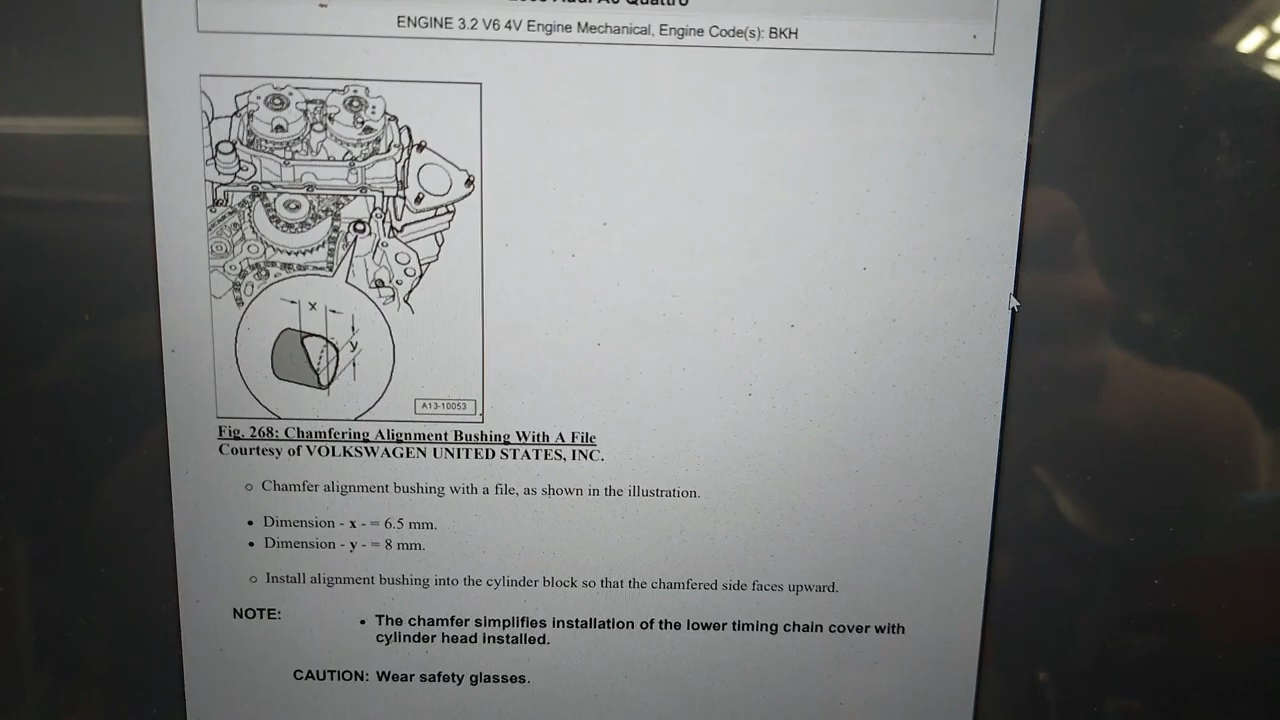 Quattro
ENGINE 3.2 V6 4V Engine Mechanical, Engine Code(s): BKH
x
y
A13-10053
Fig. 268: Chamfering Alignment Bushing With A File
Courtesy of VOLKSWAGEN UNITED STATES, INC.
Chamfer alignment bushing with a file, as shown in the illustration.
• Dimension - x - = 6.5 mm.
• Dimension - y - = 8 mm.
Install alignment bushing into the cylinder block so that the chamfered side faces upward.
NOTE:
• The chamfer simplifies installation of the lower timing chain cover with
cylinder head installed.
CAUTION: Wear safety glasses.